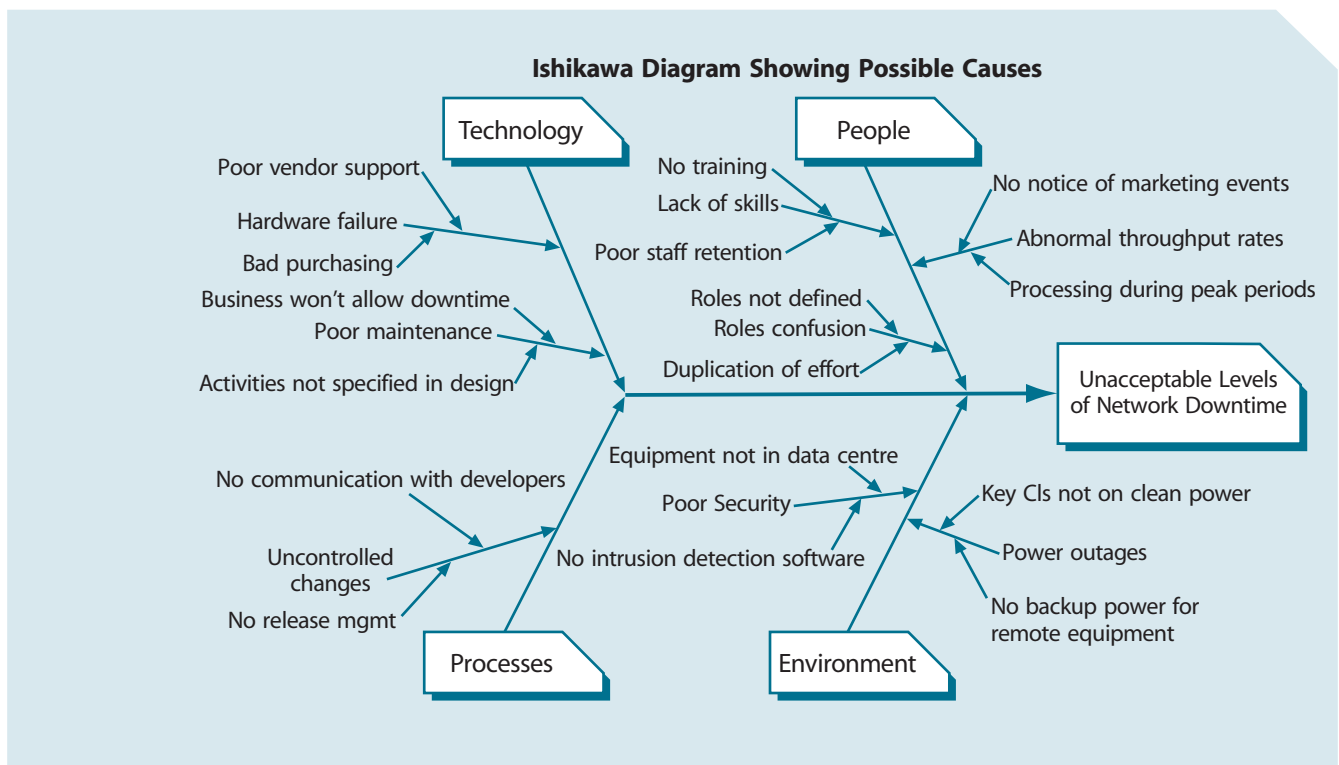 Ishikawa Diagram Showing Possible Causes
Technology
People
Poor vendor support
Hardware failure
Bad purchasing
Business won't allow downtime
Poor maintenance
Activities not specified in design
No training
Lack of skills
Poor staff retention
No notice of marketing events
Abnormal throughput rates
Processing during peak periods
Roles not defined
Roles confusion
Duplication of effort
Unacceptable Levels
of Network Downtime
No communication with developers
Uncontrolled
changes
No release mgmt
Equipment not in data centre
Poor Security
No intrusion detection software
Key CIs not on clean power
Power outages
No backup power for
remote equipment
Processes
Environment